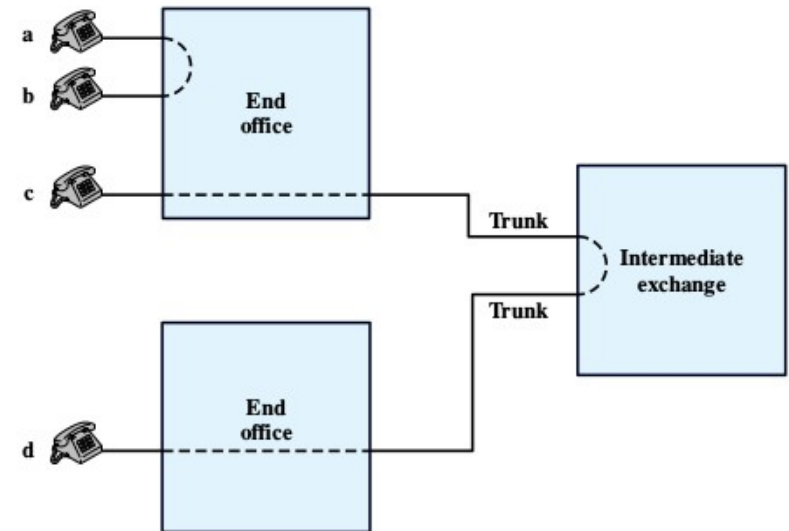 a
b
End
office
c
Trunk
Intermediate
exchange
Trunk
End
office
d